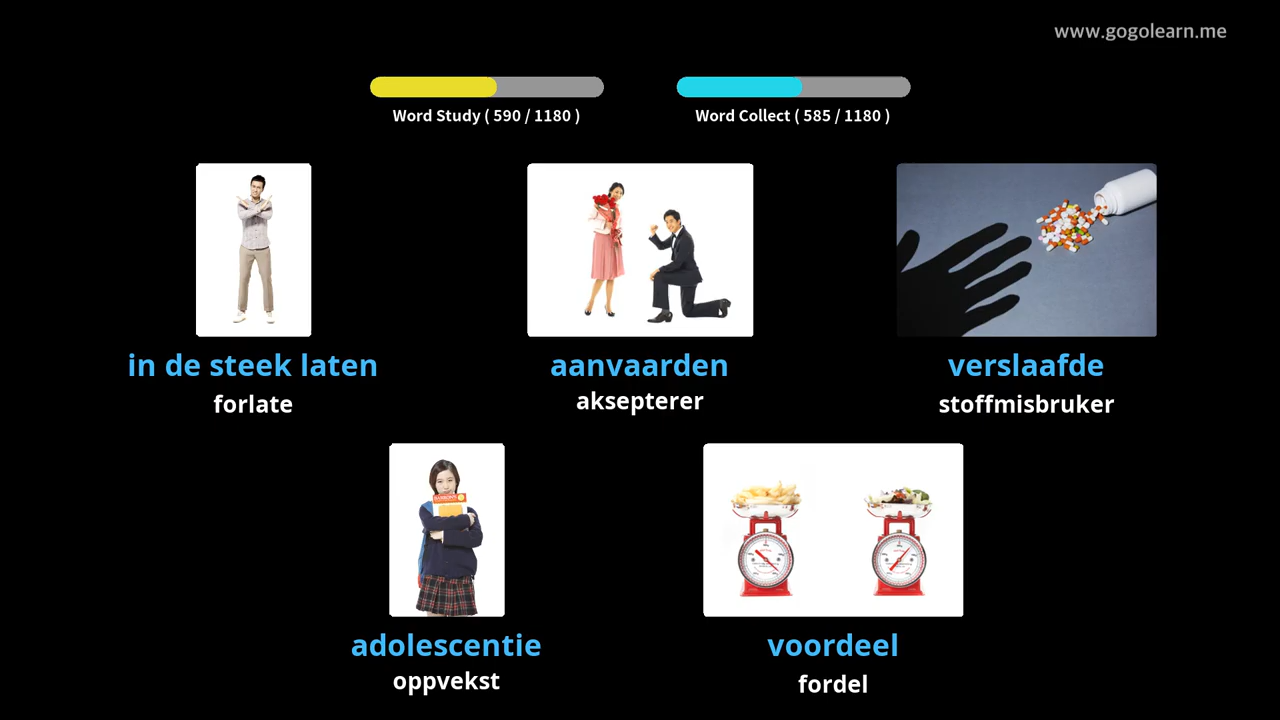 www.gogolearn.me
Word Study ( 590 / 1180 )
Word Collect ( 585 / 1180 )
in de steek laten
forlate
aanvaarden
aksepterer
verslaafde
stoffmisbruker
adolescentie
oppvekst
voordeel
fordel